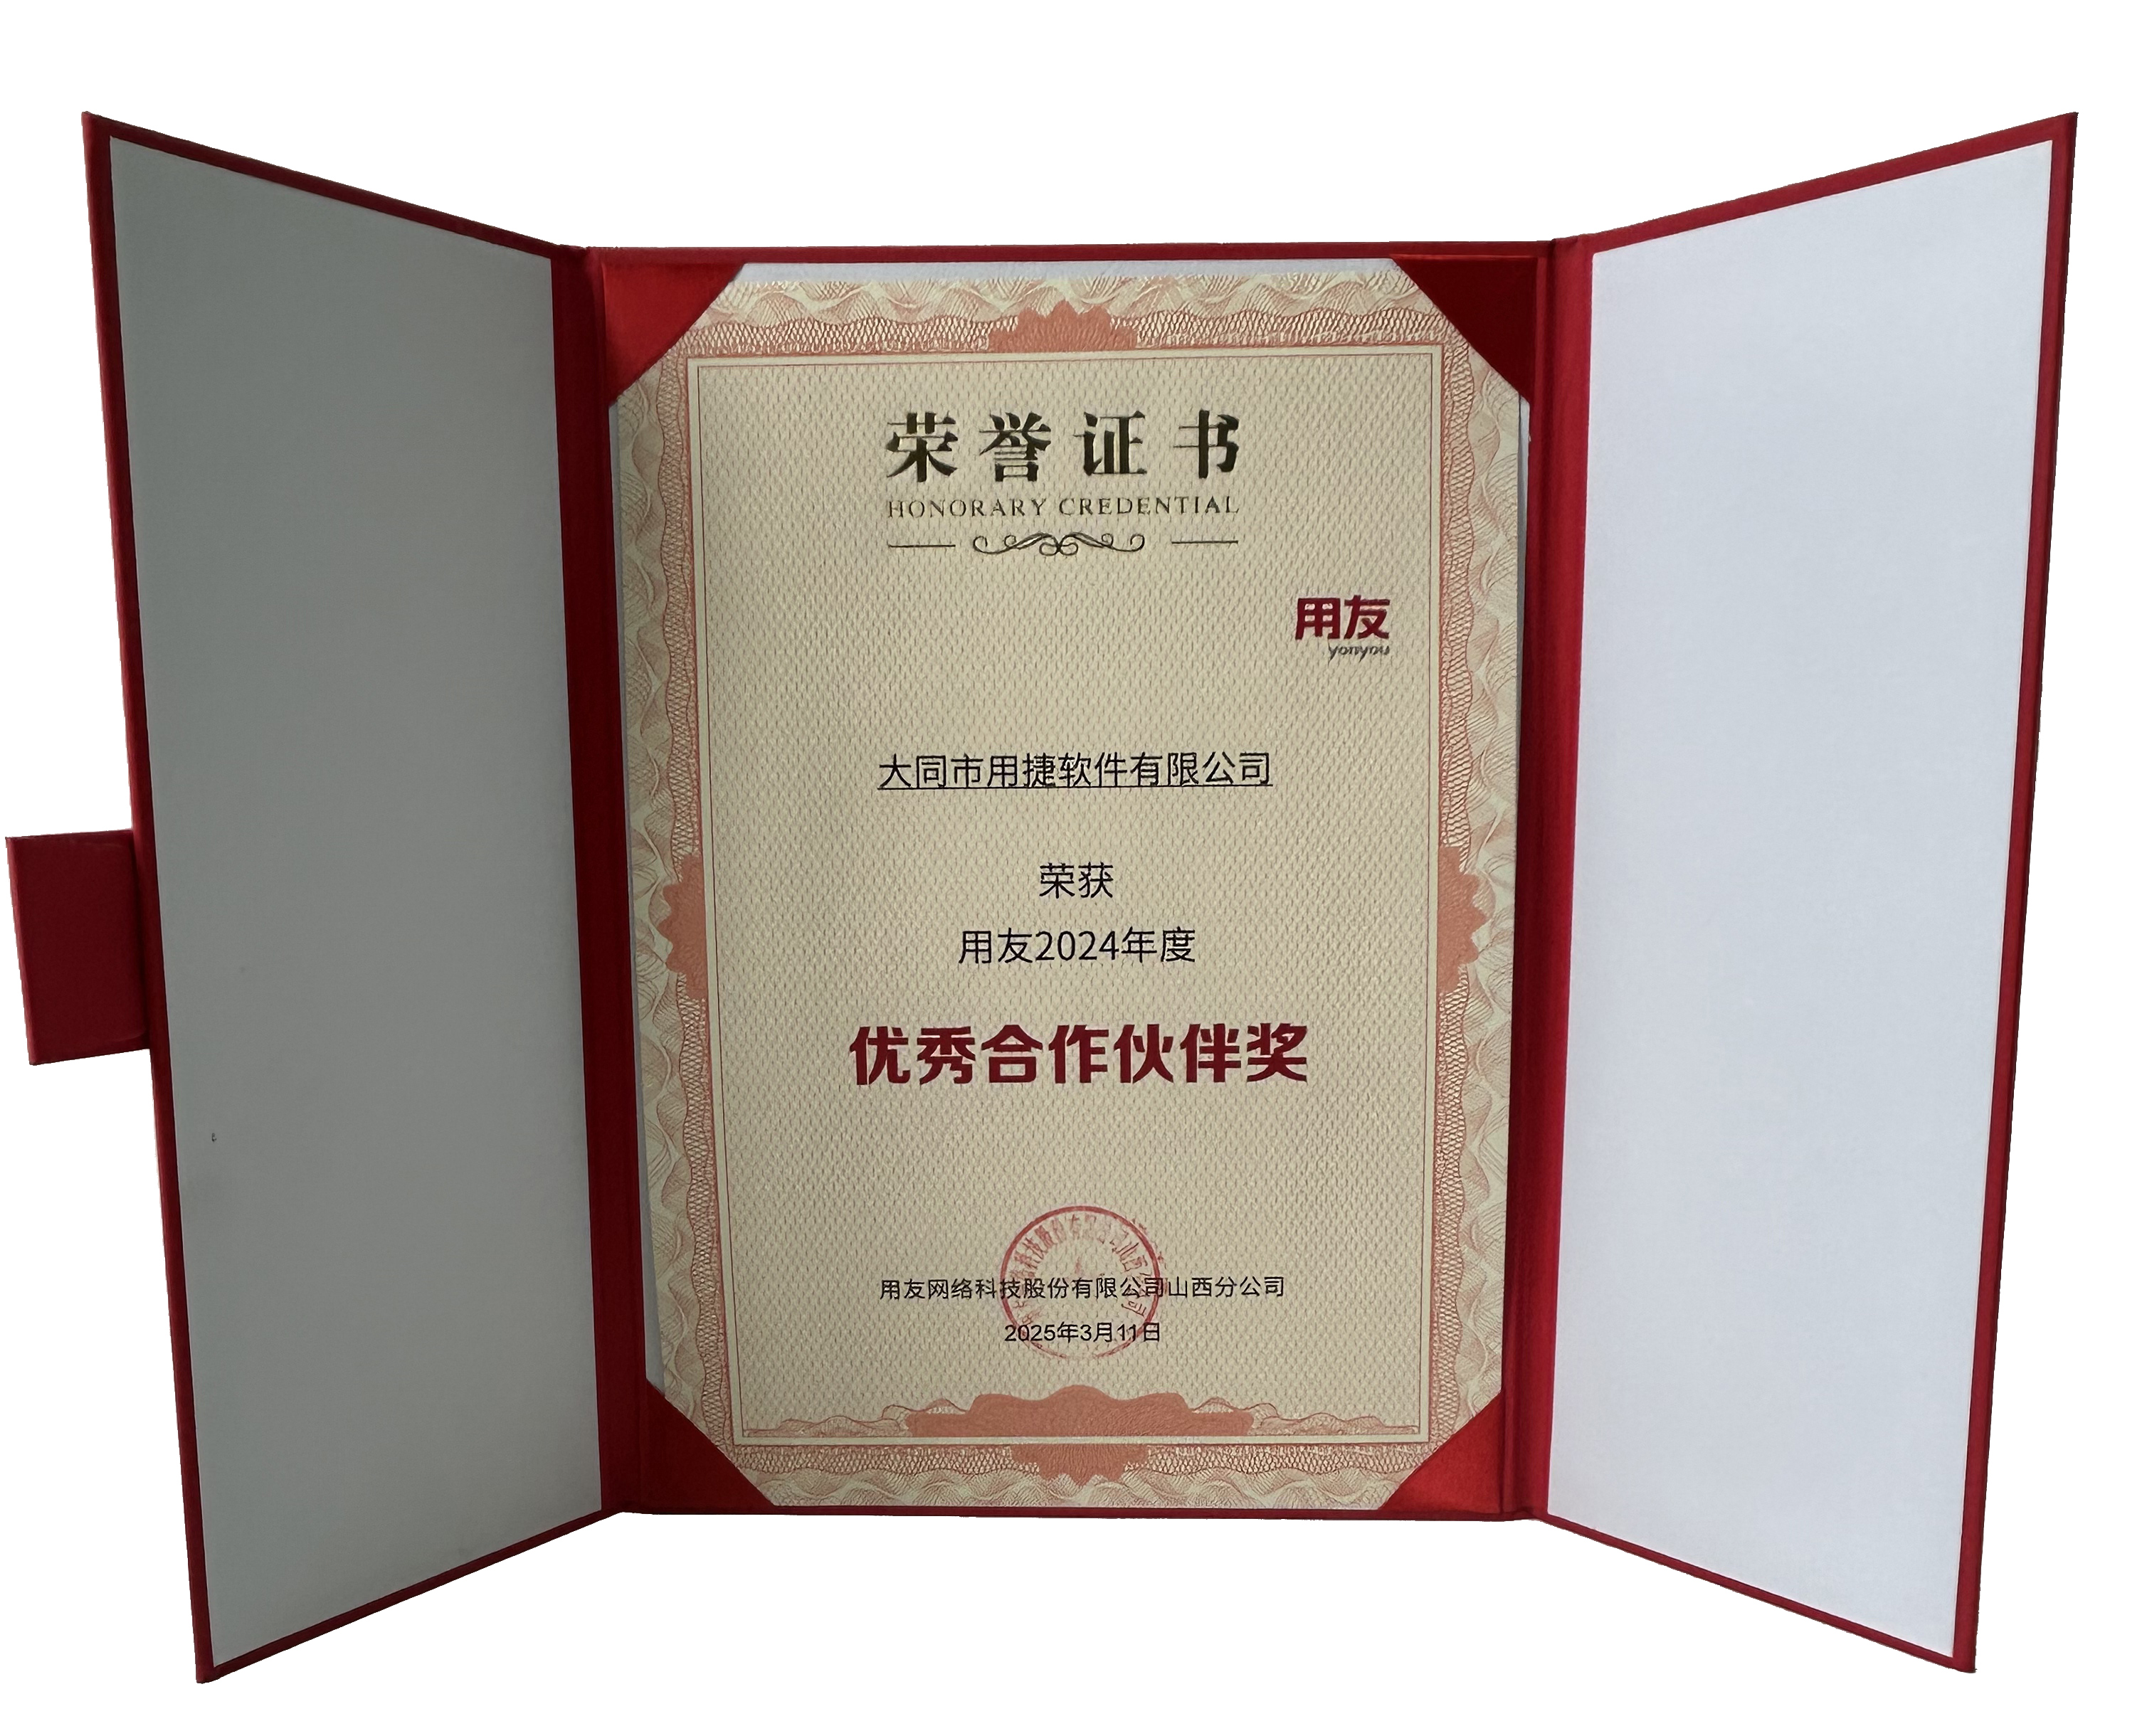 荣誉证书
HONORARY CREDENTIAL
用友
yonyou
大同市用捷软件有限公司
荣获
用友2024年度
优秀合作伙伴奖
用友网络科技股份有限公司山西分公司
2025年3月11日